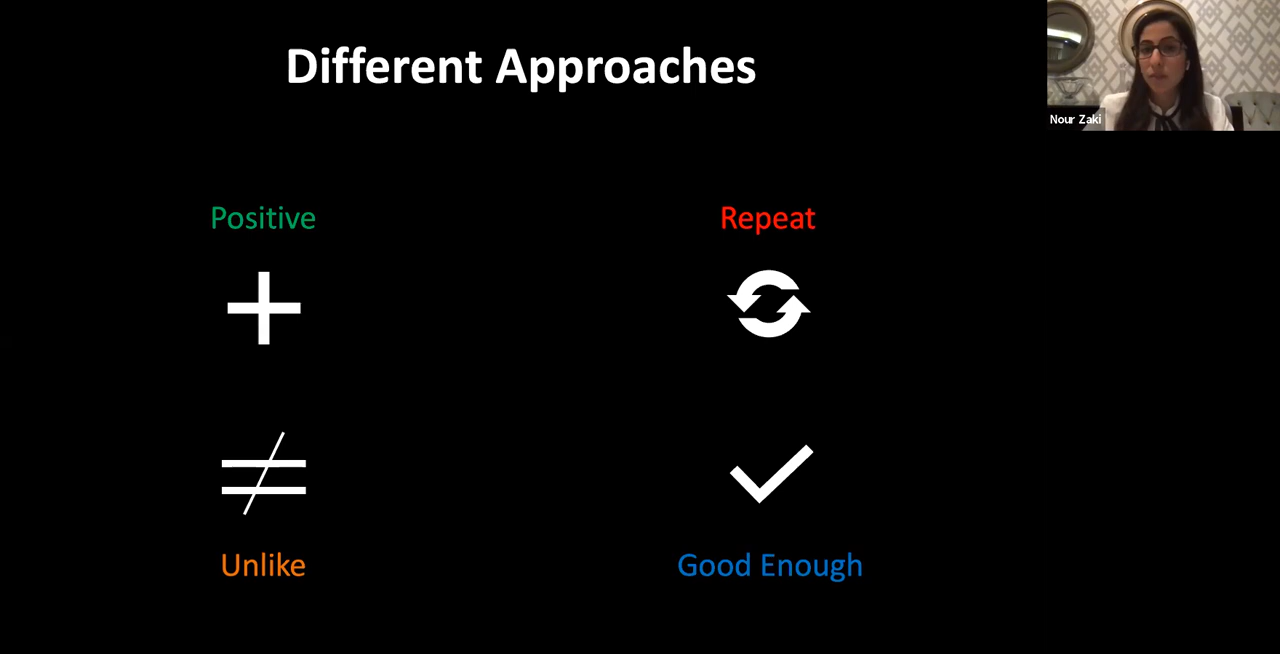 Different Approaches
Nour Zaki
Positive
Repeat
Unlike
Good Enough